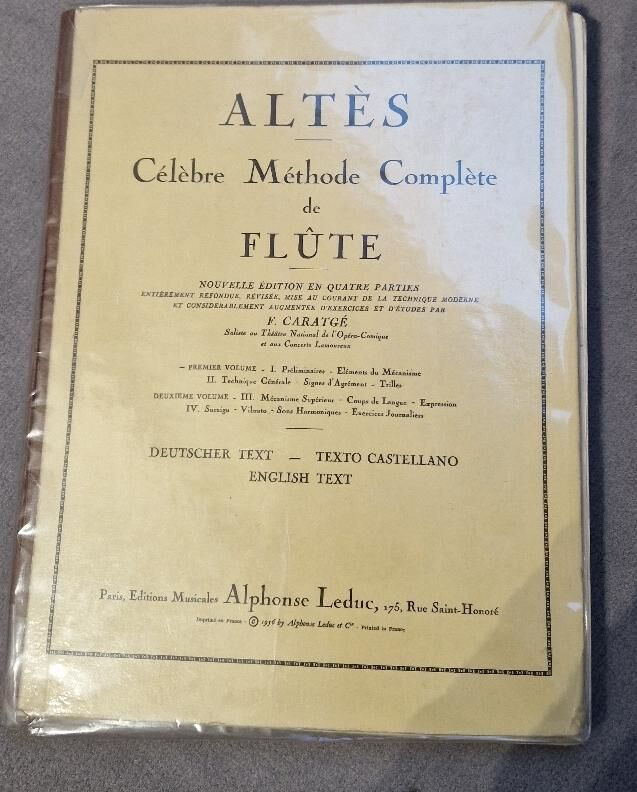 ALTÈS
Célèbre Méthode Complète
de
FLÛTE
NOUVELLE ÉDITION EN QUATRE PARTIES
ENTIÈREMENT REFONDUE, RÉVISÉE, MISE AU COURANT DE LA TECHNIQUE MODERNE
ET CONSIDERABLEMENT AUGMENTÉE D'EXERCICES ET D'ÉTUDES PAR
F. CARATGÉ
Soliste au Théâtre National de l'Opéra-Comique
et aux Concerts Lamoureux
— PREMIER VOLUME - I. Préliminaires - Eléments du Mécanisme
II. Technique Générale - Signes d'Agrément - Trilles
DEUXIÈME VOLUME - III. Mécanisme Supérieur - Coups de Langue - Expression
IV. Suraigu - Vibrato - Sons Harmoniques - Exercices Journaliers
DEUTSCHER TEXT — TEXTO CASTELLANO
ENGLISH TEXT
Paris, Editions Musicales Alphonse Leduc, 175, Rue Saint-Honoré
Imprimé en France - © 1956 by Alphonse Leduc et Cie - Printed in France